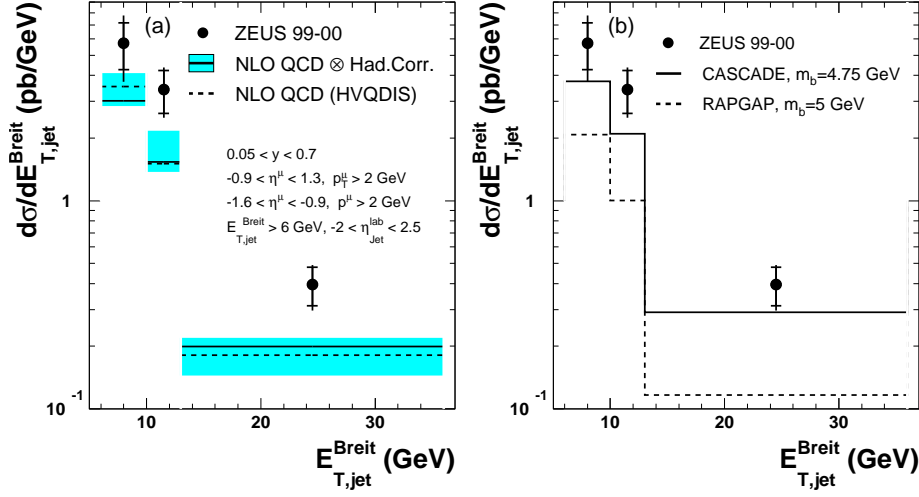 (a)
ZEUS 99-00
NLO QCD ⊗ Had.Corr.
NLO QCD (HVQDIS)
0.05 < y < 0.7
-0.9 < η^μ < 1.3, p_T^μ > 2 GeV
-1.6 < η^μ < -0.9, p^μ > 2 GeV
E_T,jet^Breit > 6 GeV, -2 < η_Jet^lab < 2.5
dσ/dE_T,jet^Breit (pb/GeV)
1
10^-1
10
20
30
E_T,jet^Breit (GeV)
(b)
ZEUS 99-00
CASCADE, m_b=4.75 GeV
RAPGAP, m_b=5 GeV
dσ/dE_T,jet^Breit (pb/GeV)
1
10^-1
10
20
30
E_T,jet^Breit (GeV)